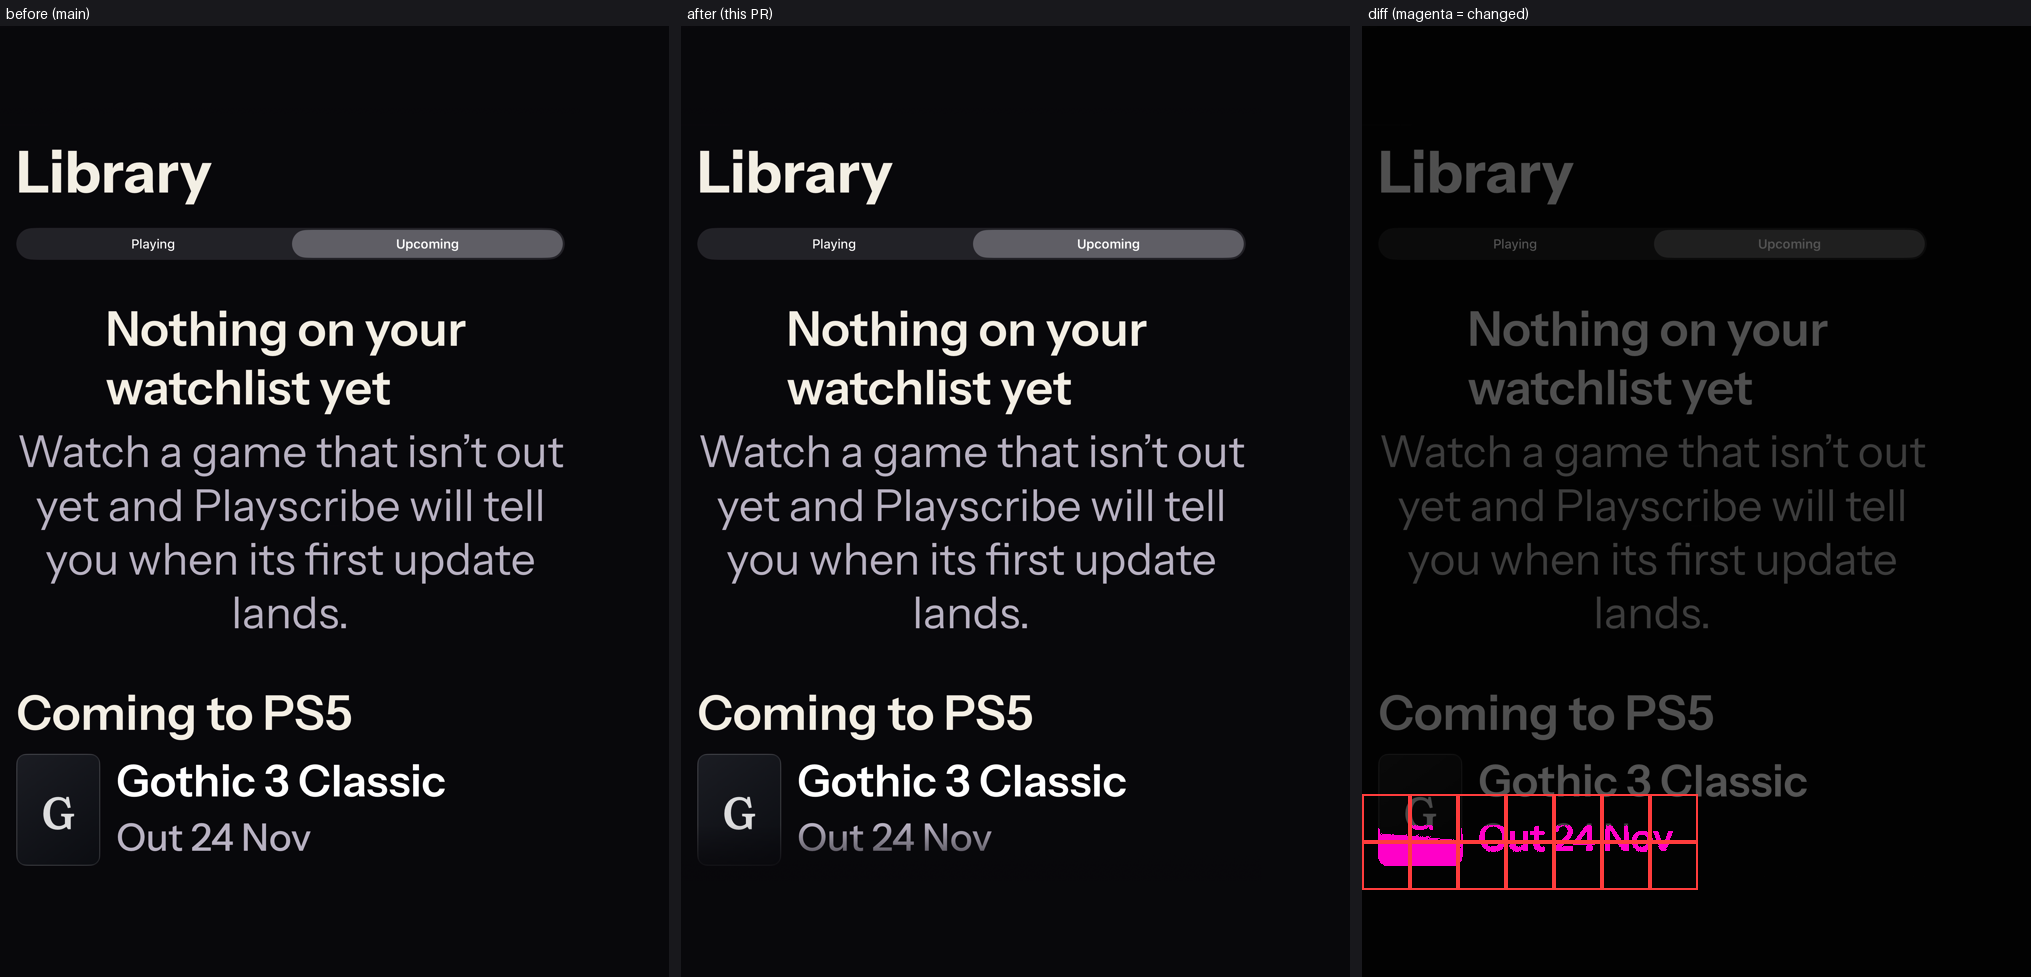 before (main)
Library
Playing
Upcoming
Nothing on your
watchlist yet
Watch a game that isn’t out
yet and Playscribe will tell
you when its first update
lands.
Coming to PS5
G
Gothic 3 Classic
Out 24 Nov
after (this PR)
Library
Playing
Upcoming
Nothing on your
watchlist yet
Watch a game that isn’t out
yet and Playscribe will tell
you when its first update
lands.
Coming to PS5
G
Gothic 3 Classic
Out 24 Nov
diff (magenta = changed)
Library
Playing
Upcoming
Nothing on your
watchlist yet
Watch a game that isn’t out
yet and Playscribe will tell
you when its first update
lands.
Coming to PS5
G
Gothic 3 Classic
Out 24 Nov